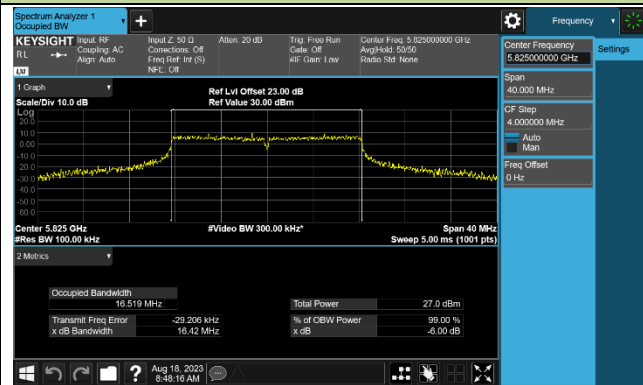 Spectrum Analyzer 1
Occupied BW
Frequency
KEYSIGHT
RL
LXI
Input: RF
Coupling: AC
Align: Auto
Input Z: 50 Ω
Corrections: Off
Freq Ref: Int (S)
NFE: Off
Atten: 20 dB
Trig: Free Run
Gate: Off
#IF Gain: Low
Center Freq: 5.825000000 GHz
Avg|Hold: 50/50
Radio Std: None
Center Frequency
5.825000000 GHz
Settings
Span
40.000 MHz
CF Step
4.000000 MHz
Auto
Man
Freq Offset
0 Hz
1 Graph
Scale/Div 10.0 dB
Ref Lvl Offset 23.00 dB
Ref Value 30.00 dBm
Log
20.0
10.0
0.00
-10.0
-20.0
-30.0
-40.0
-50.0
-60.0
Center 5.825 GHz
#Res BW 100.00 kHz
#Video BW 300.00 kHz*
Span 40 MHz
Sweep 5.00 ms (1001 pts)
2 Metrics
Occupied Bandwidth
16.519 MHz
Total Power 27.0 dBm
Transmit Freq Error -29.206 kHz
% of OBW Power 99.00 %
x dB Bandwidth 16.42 MHz
x dB -6.00 dB
?
Aug 18, 2023
8:48:16 AM